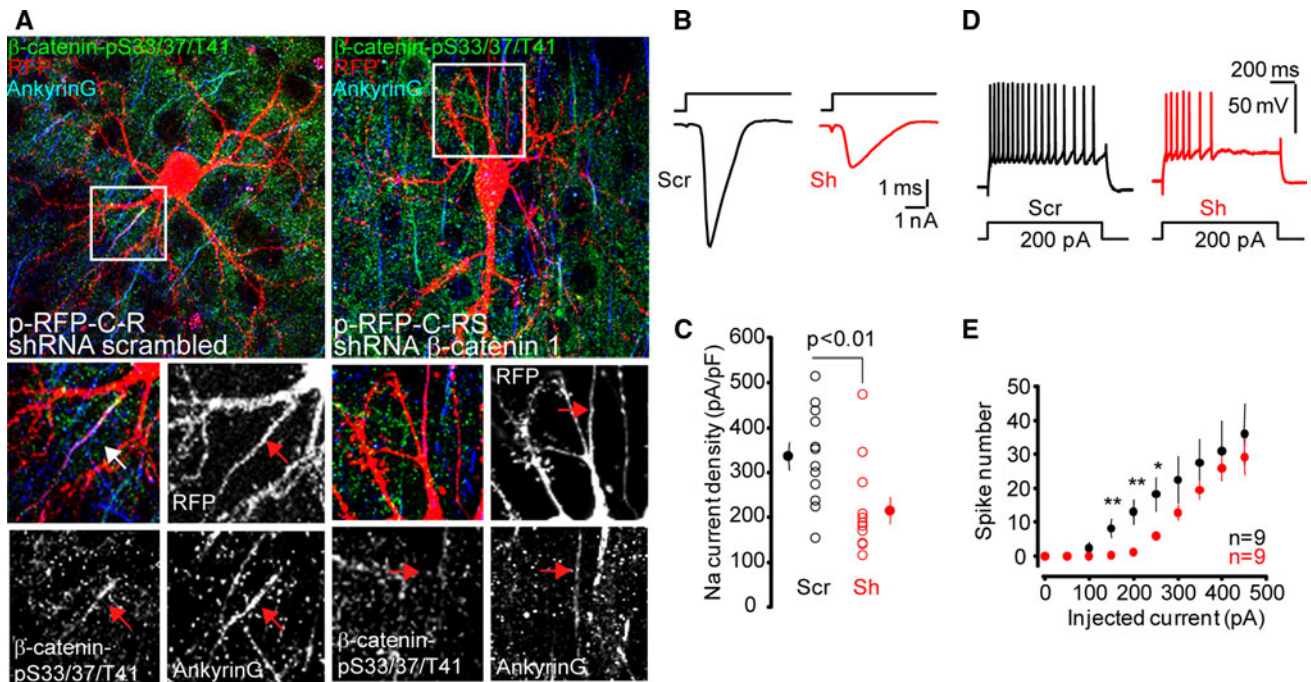 A
β-catenin-pS33/37/T41
RFP
AnkyrinG
p-RFP-C-R
shRNA scrambled
β-catenin-pS33/37/T41
RFP
AnkyrinG
p-RFP-C-RS
shRNA β-catenin 1
RFP
RFP
β-catenin-
pS33/37/T41
AnkyrinG
β-catenin-
pS33/37/T41
AnkyrinG
B
Scr
Sh
1 ms
1 nA
C
Na current density (pA/pF)
600
500
400
300
200
100
0
p<0.01
Scr
Sh
D
200 ms
50 mV
Scr
200 pA
Sh
200 pA
E
Spike number
50
40
30
20
10
0
** ** *
n=9
n=9
0 100 200 300 400 500
Injected current (pA)